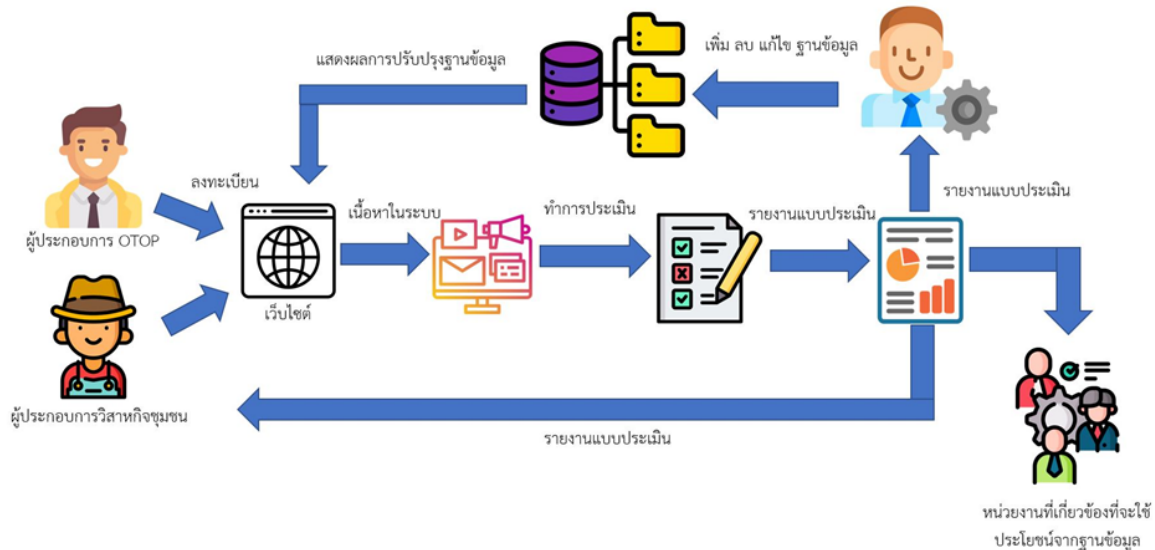 แสดงผลการปรับปรุงฐานข้อมูล
เพิ่ม ลบ แก้ไข ฐานข้อมูล
ลงทะเบียน
ผู้ประกอบการ OTOP
เว็บไซต์
เนื้อหาในระบบ
ทำการประเมิน
รายงานแบบประเมิน
รายงานแบบประเมิน
ผู้ประกอบการวิสาหกิจชุมชน
รายงานแบบประเมิน
หน่วยงานที่เกี่ยวข้องที่จะใช้
ประโยชน์จากฐานข้อมูล